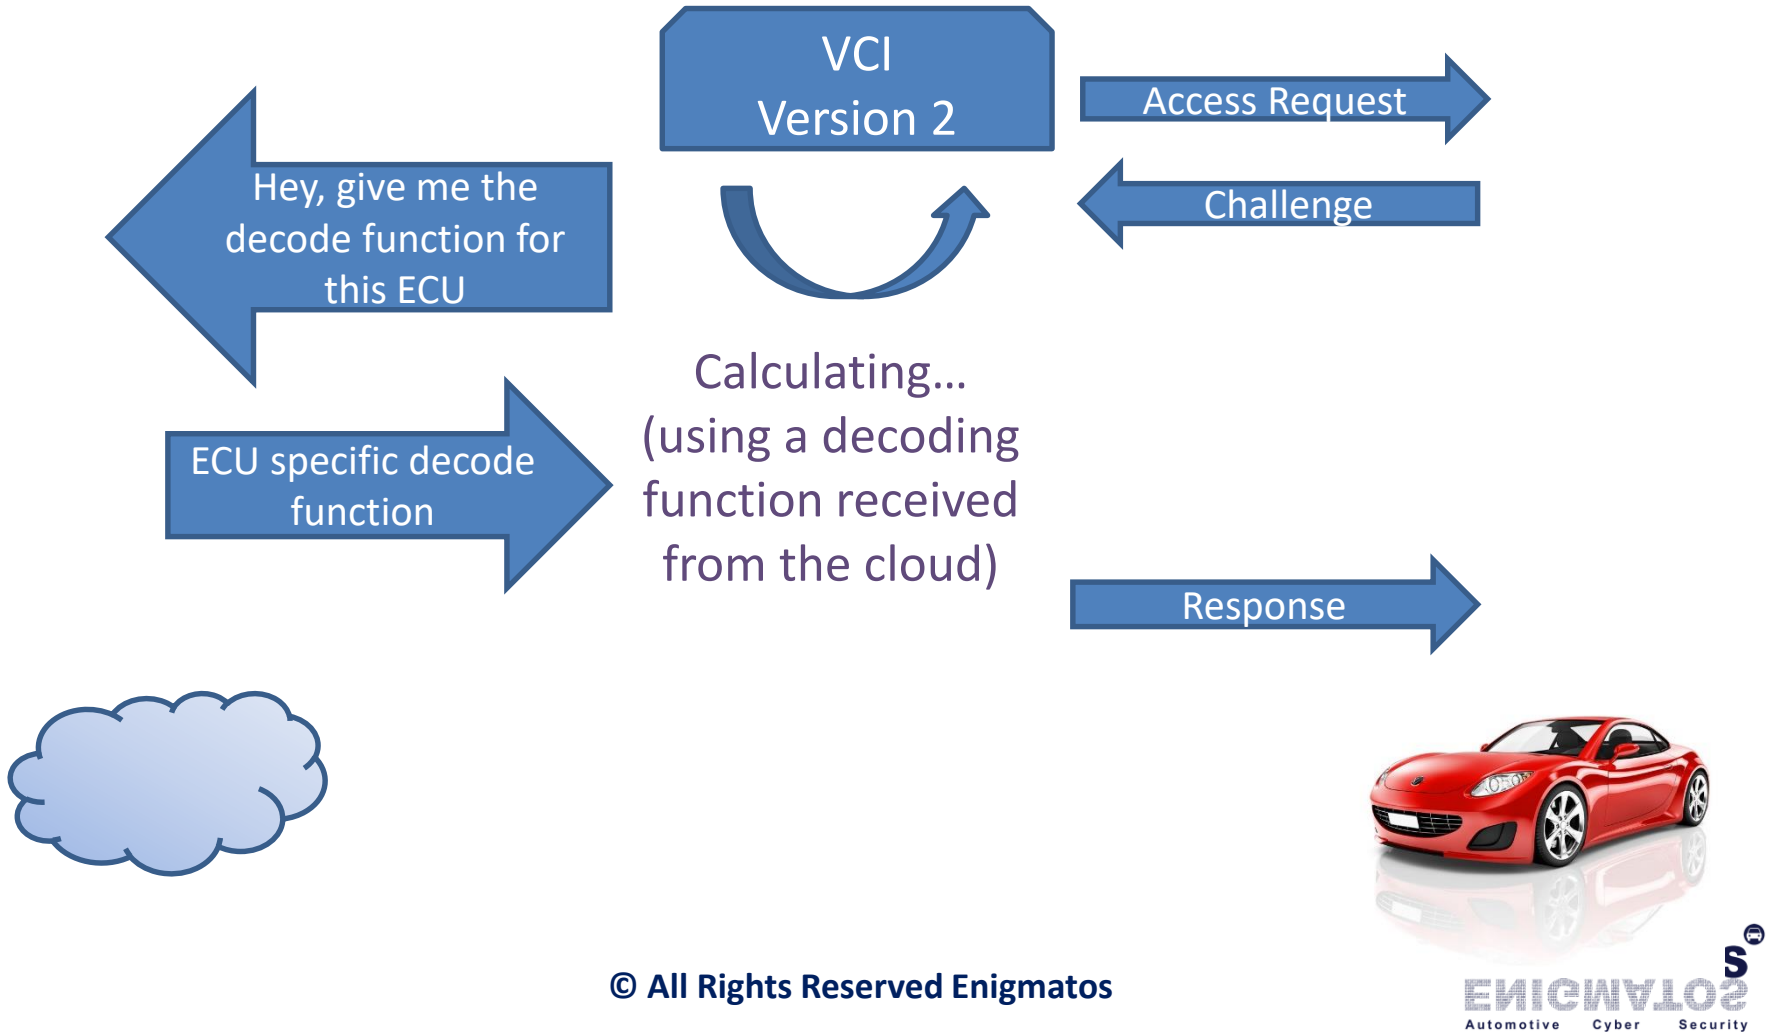 VCI
Version 2
Access Request
Challenge
Hey, give me the
decode function for
this ECU
Calculating...
(using a decoding
function received
from the cloud)
ECU specific decode
function
Response
© All Rights Reserved Enigmatos
ENIGMATOS
Automotive Cyber Security